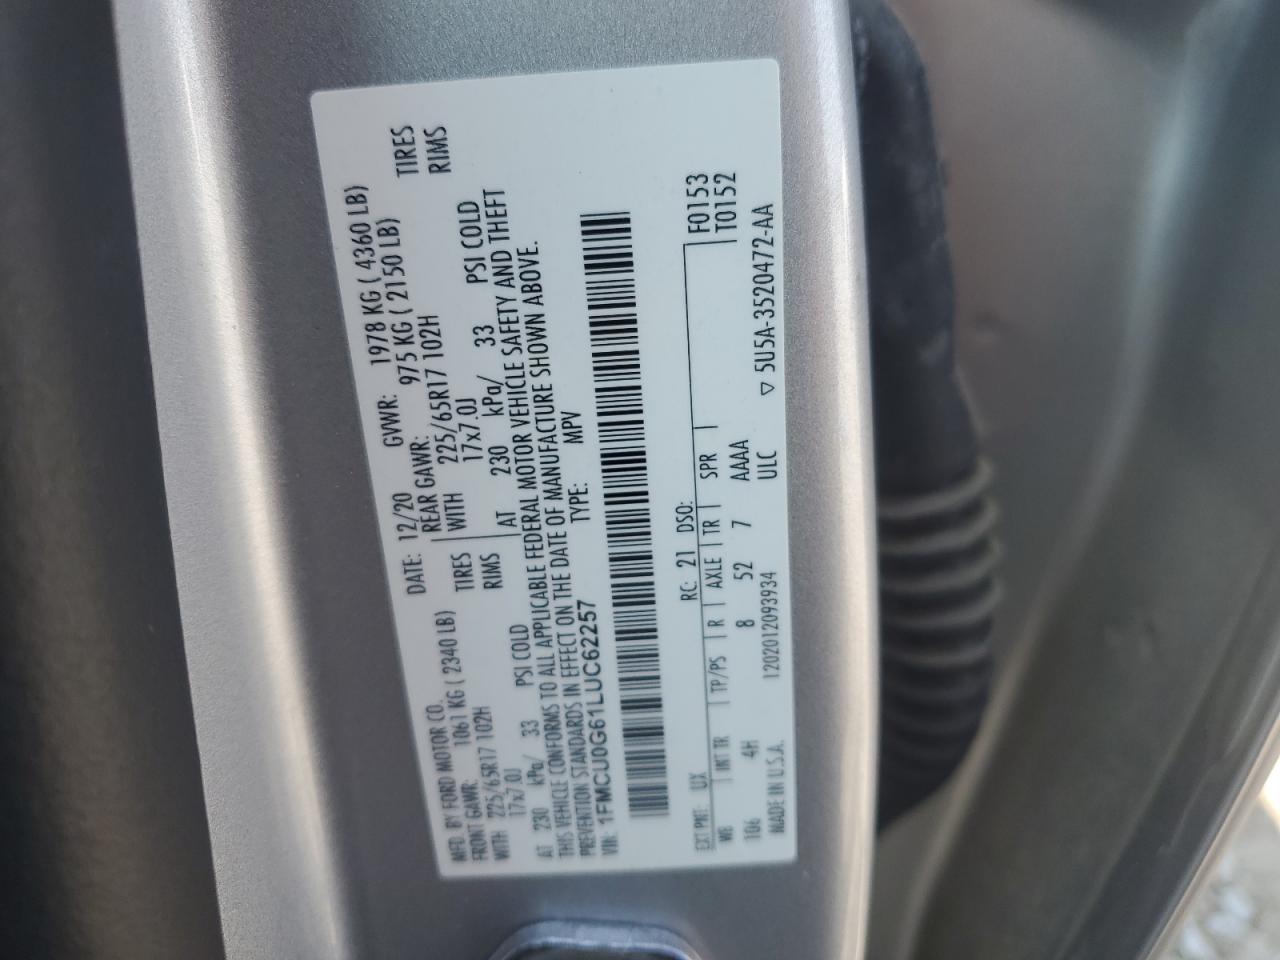 MFD. BY FORD MOTOR CO.
DATE: 12/20 GVWR: 1978 KG ( 4360 LB)
FRONT GAWR: 1061 KG ( 2340 LB) REAR GAWR: 975 KG ( 2150 LB)
WITH 225/65R17 102H TIRES WITH 225/65R17 102H TIRES
17x7.0J RIMS 17x7.0J RIMS
AT 230 kPa/ 33 PSI COLD AT 230 kPa/ 33 PSI COLD
THIS VEHICLE CONFORMS TO ALL APPLICABLE FEDERAL MOTOR VEHICLE SAFETY AND THEFT
PREVENTION STANDARDS IN EFFECT ON THE DATE OF MANUFACTURE SHOWN ABOVE.
VIN: 1FMCU0G61LUC62257 TYPE: MPV
EXT PNT: UX RC: 21 DSO: F0153
WB INT TR TP/PS R AXLE TR SPR T0152
106 4H 8 52 7 AAAA
MADE IN U.S.A. 1202012093934 ULC ▽ 5U5A-3520472-AA